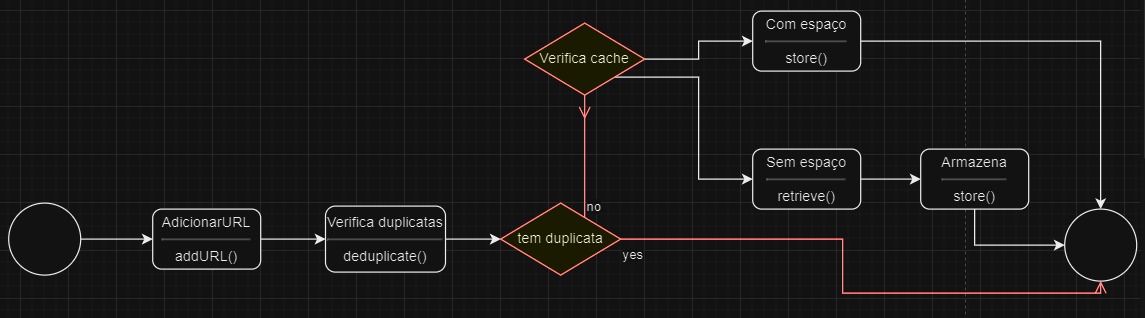 Com espaço
store()
Verifica cache
Sem espaço
retrieve()
Armazena
store()
no
AdicionarURL
addURL()
Verifica duplicatas
deduplicate()
tem duplicata
yes